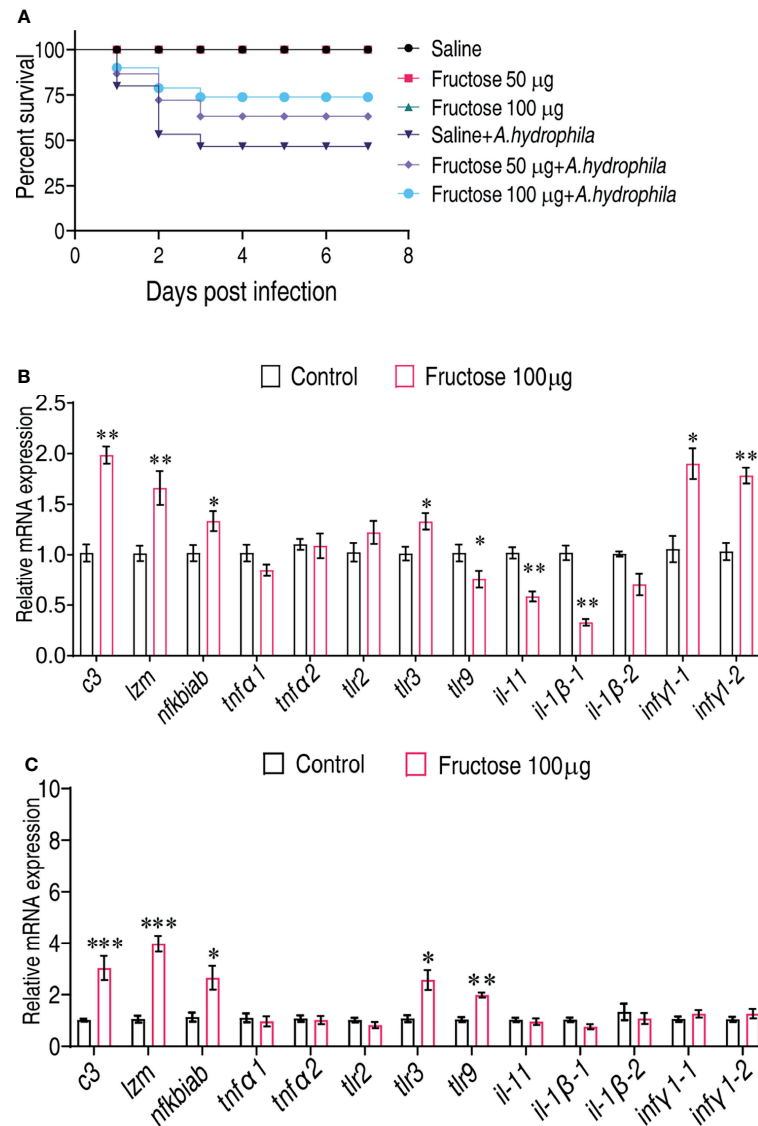 A
Percent survival
100
75
50
25
0
0 2 4 6 8
Days post infection
Saline
Fructose 50 μg
Fructose 100 μg
Saline+A.hydrophila
Fructose 50 μg+A.hydrophila
Fructose 100 μg+A.hydrophila
B
Control Fructose 100μg
Relative mRNA expression
2.5
2.0
1.5
1.0
0.5
0.0
** ** * * * ** ** * **
c3 lzm nfkbiab tnfα1 tnfα2 tlr2 tlr3 tlr9 il-11 il-1β-1 il-1β-2 infγ1-1 infγ1-2
C
Control Fructose 100μg
Relative mRNA expression
10
8
6
4
2
0
*** *** * * **
c3 lzm nfkbiab tnfα1 tnfα2 tlr2 tlr3 tlr9 il-11 il-1β-1 il-1β-2 infγ1-1 infγ1-2